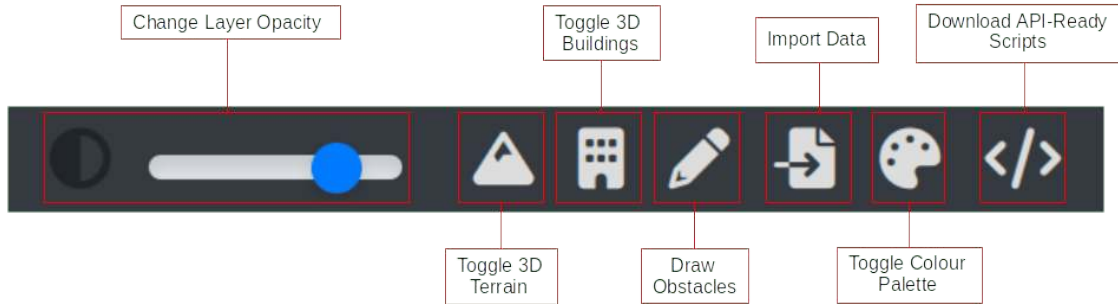 Change Layer Opacity
Toggle 3D
Buildings
Import Data
Download API-Ready
Scripts
Toggle 3D
Terrain
Draw
Obstacles
Toggle Colour
Palette